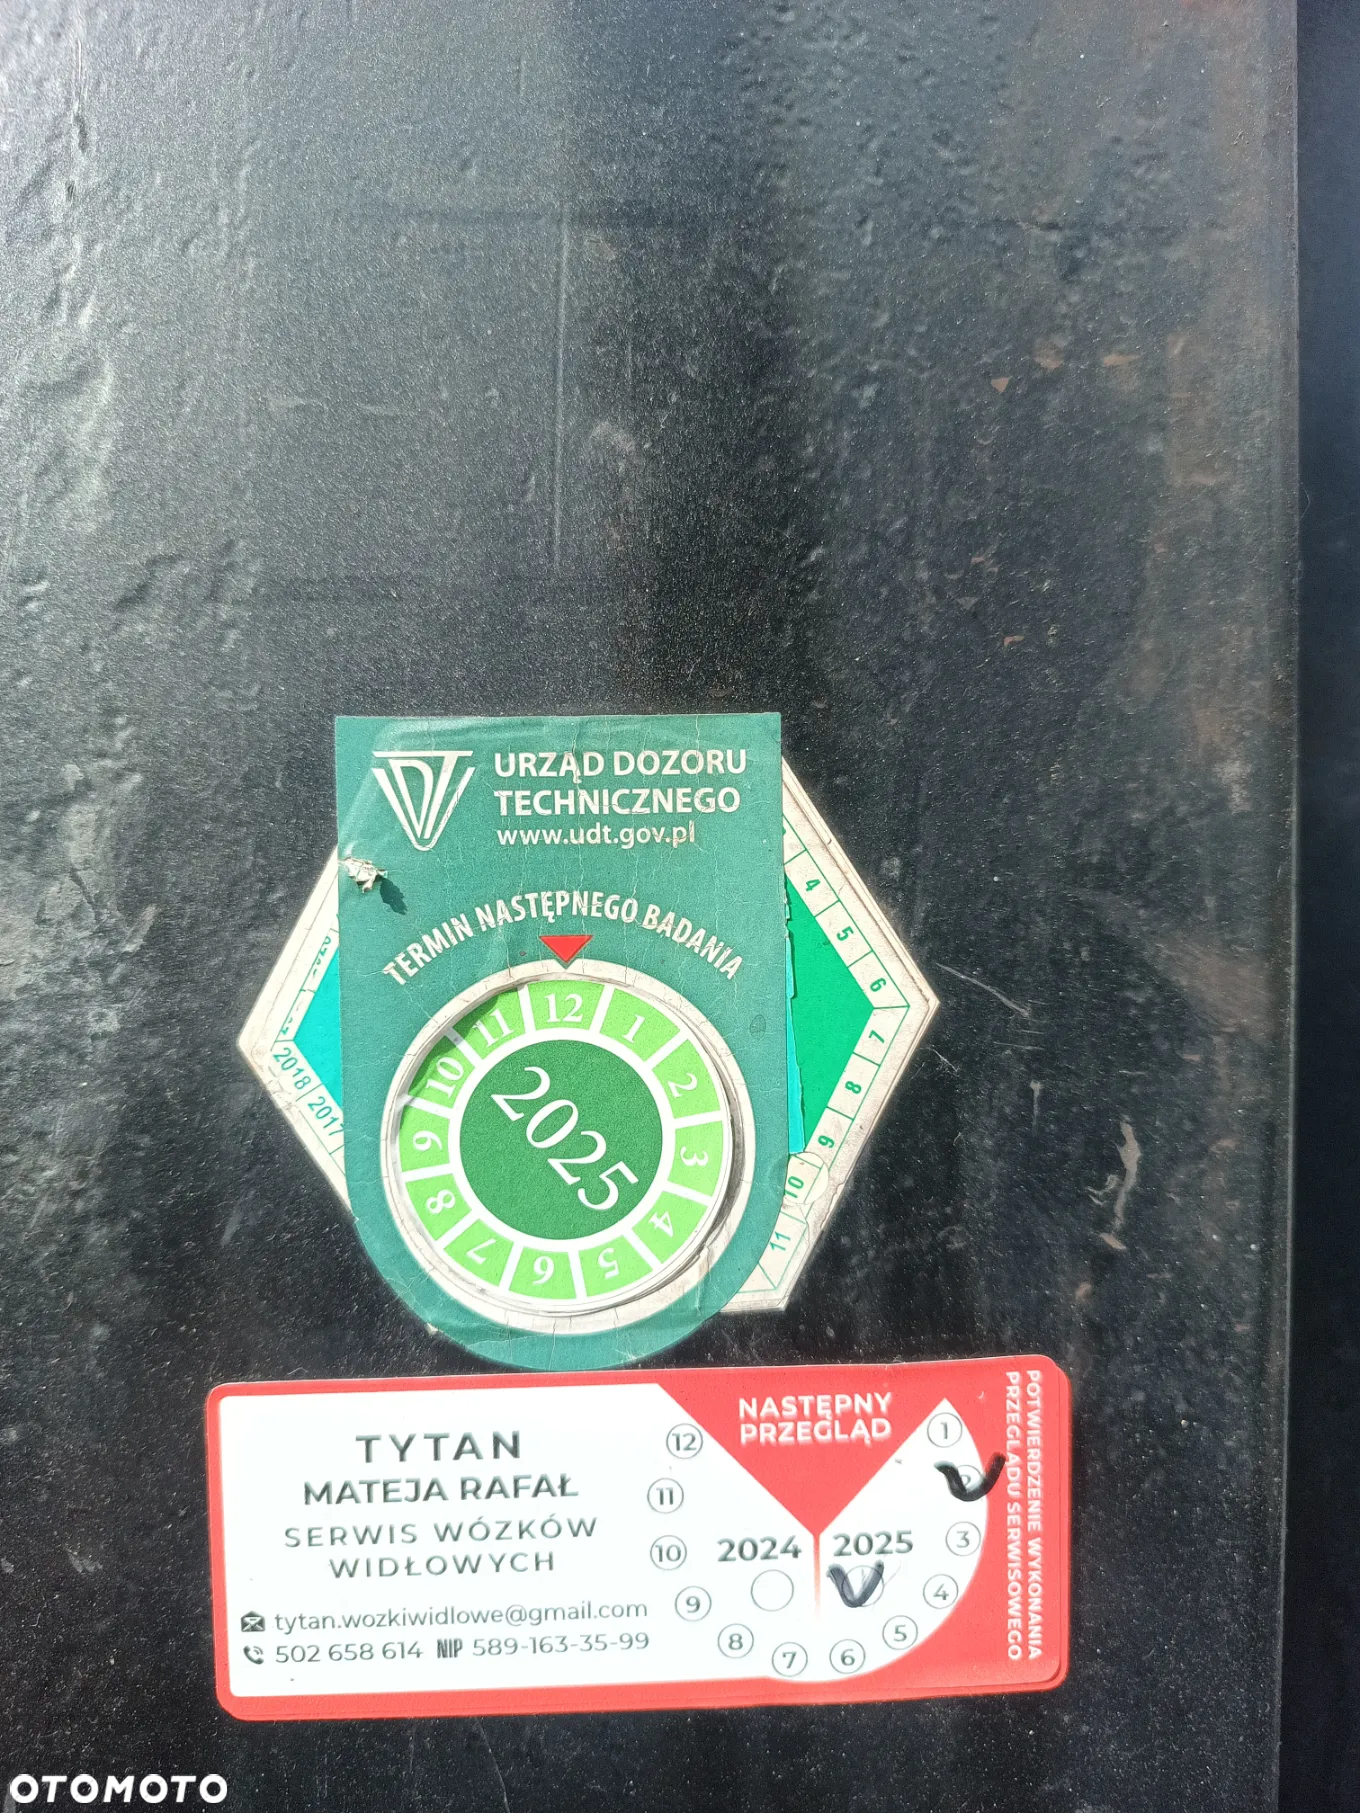 URZĄD DOZORU
TECHNICZNEGO
www.udt.gov.pl
TERMIN NASTĘPNEGO BADANIA
12
1
2
3
4
5
6
7
8
9
10
11
2025
4
5
6
7
8
9
10
11
2018
2017
TYTAN
MATEJA RAFAŁ
SERWIS WÓZKÓW
WIDŁOWYCH
tytan.wozkiwidlowe@gmail.com
502 658 614 NIP 589-163-35-99
NASTĘPNY
PRZEGLĄD
12
11
10
9
8
7
6
5
4
3
2
1
2024
2025
POTWIERDZENIE WYKONANIA
PRZEGLĄDU SERWISOWEGO
OTOMOTO